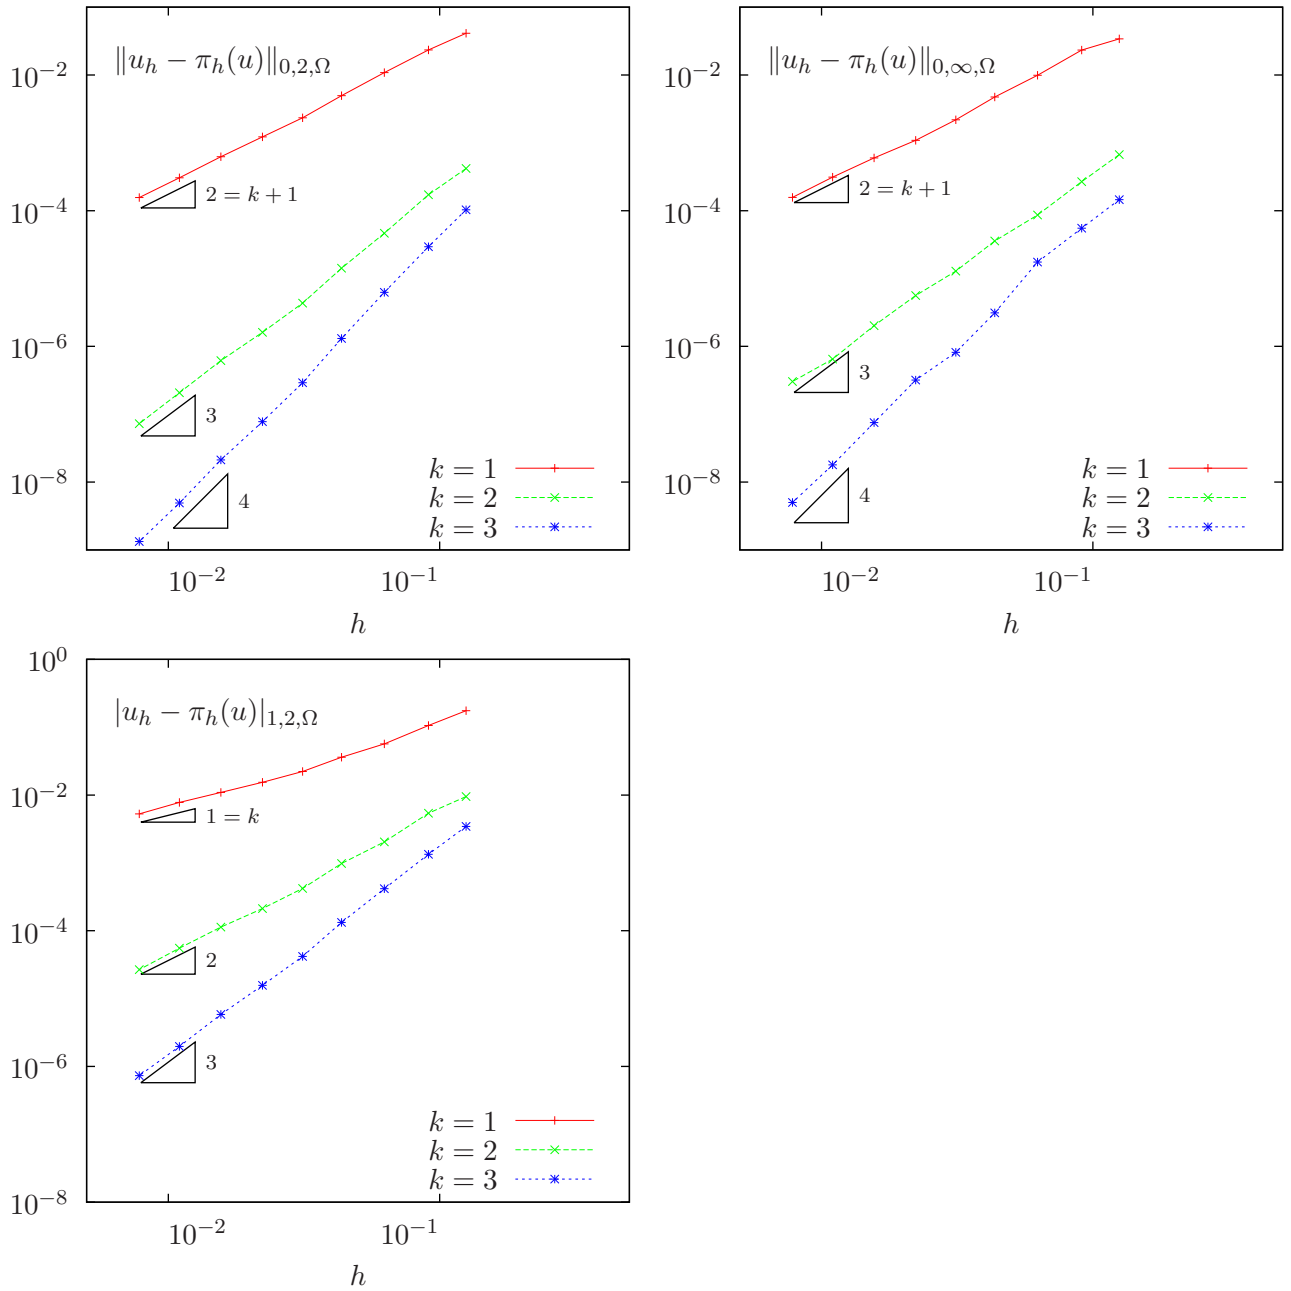 ‖u_h − π_h(u)‖_{0,2,Ω}
10^{−2}
2 = k + 1
10^{−4}
10^{−6}
3
10^{−8}
4
k = 1
k = 2
k = 3
10^{−2}
10^{−1}
h
‖u_h − π_h(u)‖_{0,∞,Ω}
10^{−2}
2 = k + 1
10^{−4}
10^{−6}
3
10^{−8}
4
k = 1
k = 2
k = 3
10^{−2}
10^{−1}
h
10^{0}
|u_h − π_h(u)|_{1,2,Ω}
10^{−2}
1 = k
10^{−4}
2
10^{−6}
3
k = 1
k = 2
k = 3
10^{−8}
10^{−2}
10^{−1}
h